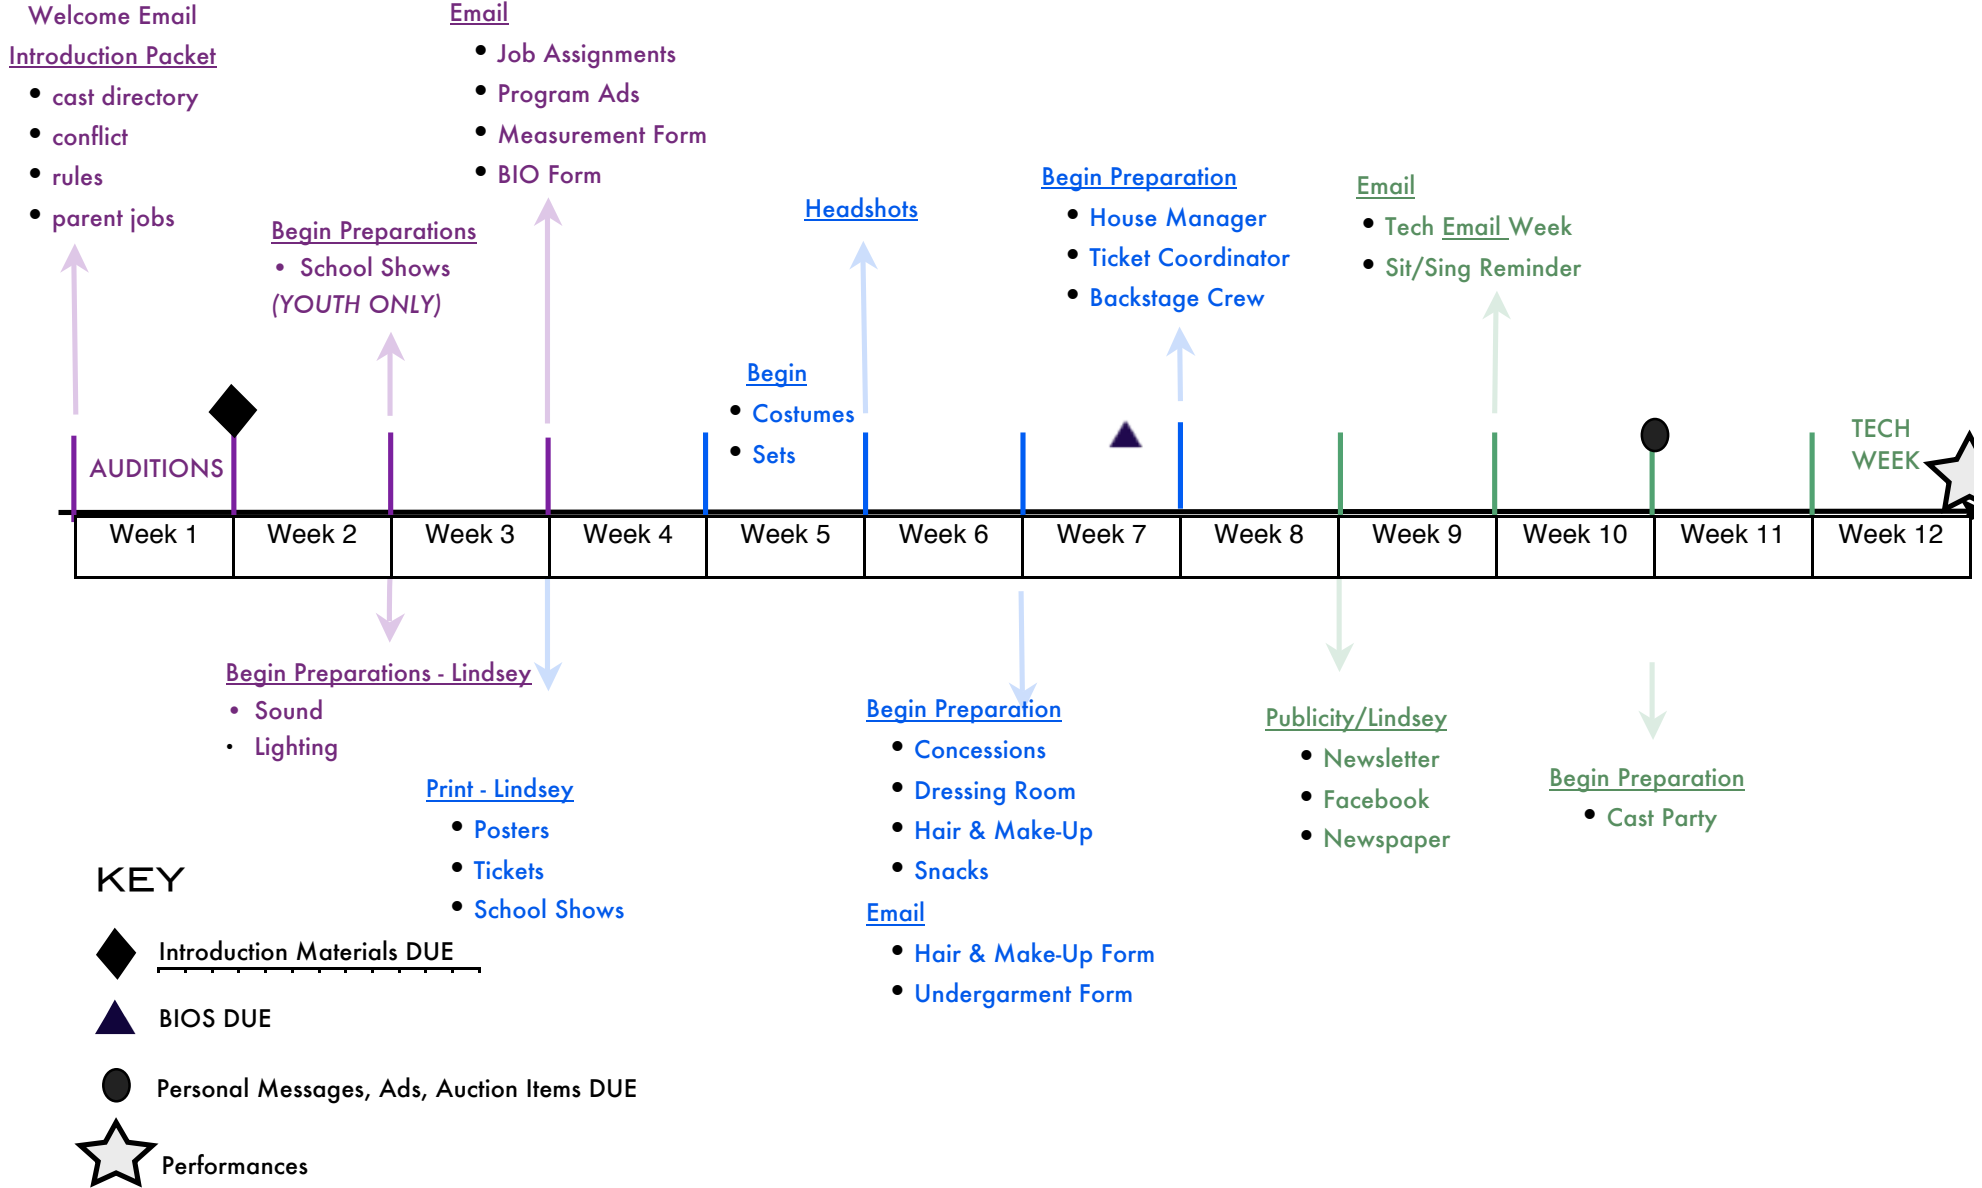 Welcome Email
Introduction Packet
• cast directory
• conflict
• rules
• parent jobs
Begin Preparations
• School Shows
(YOUTH ONLY)
Email
• Job Assignments
• Program Ads
• Measurement Form
• BIO Form
Headshots
Begin
• Costumes
• Sets
Begin Preparation
• House Manager
• Ticket Coordinator
• Backstage Crew
Email
• Tech Email Week
• Sit/Sing Reminder
AUDITIONS
TECH
WEEK
Week 1 Week 2 Week 3 Week 4 Week 5 Week 6 Week 7 Week 8 Week 9 Week 10 Week 11 Week 12
Begin Preparations - Lindsey
• Sound
• Lighting
Print - Lindsey
• Posters
• Tickets
• School Shows
Begin Preparation
• Concessions
• Dressing Room
• Hair & Make-Up
• Snacks
Email
• Hair & Make-Up Form
• Undergarment Form
Publicity/Lindsey
• Newsletter
• Facebook
• Newspaper
Begin Preparation
• Cast Party
KEY
Introduction Materials DUE
BIOS DUE
Personal Messages, Ads, Auction Items DUE
Performances